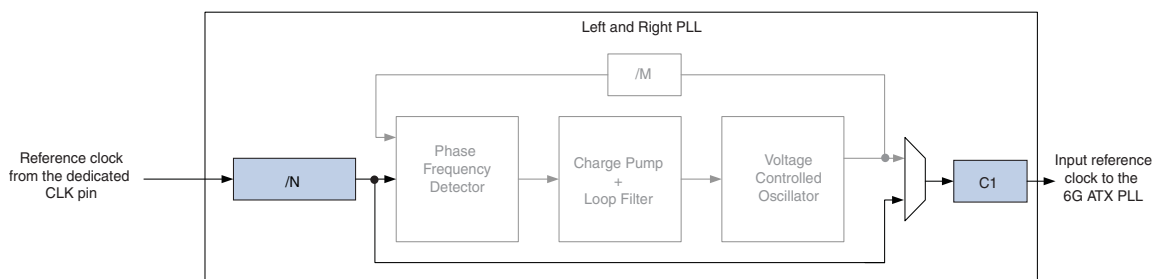 Left and Right PLL
/M
Reference clock
from the dedicated
CLK pin
/N
Phase
Frequency
Detector
Charge Pump
+
Loop Filter
Voltage
Controlled
Oscillator
C1
Input reference
clock to the
6G ATX PLL